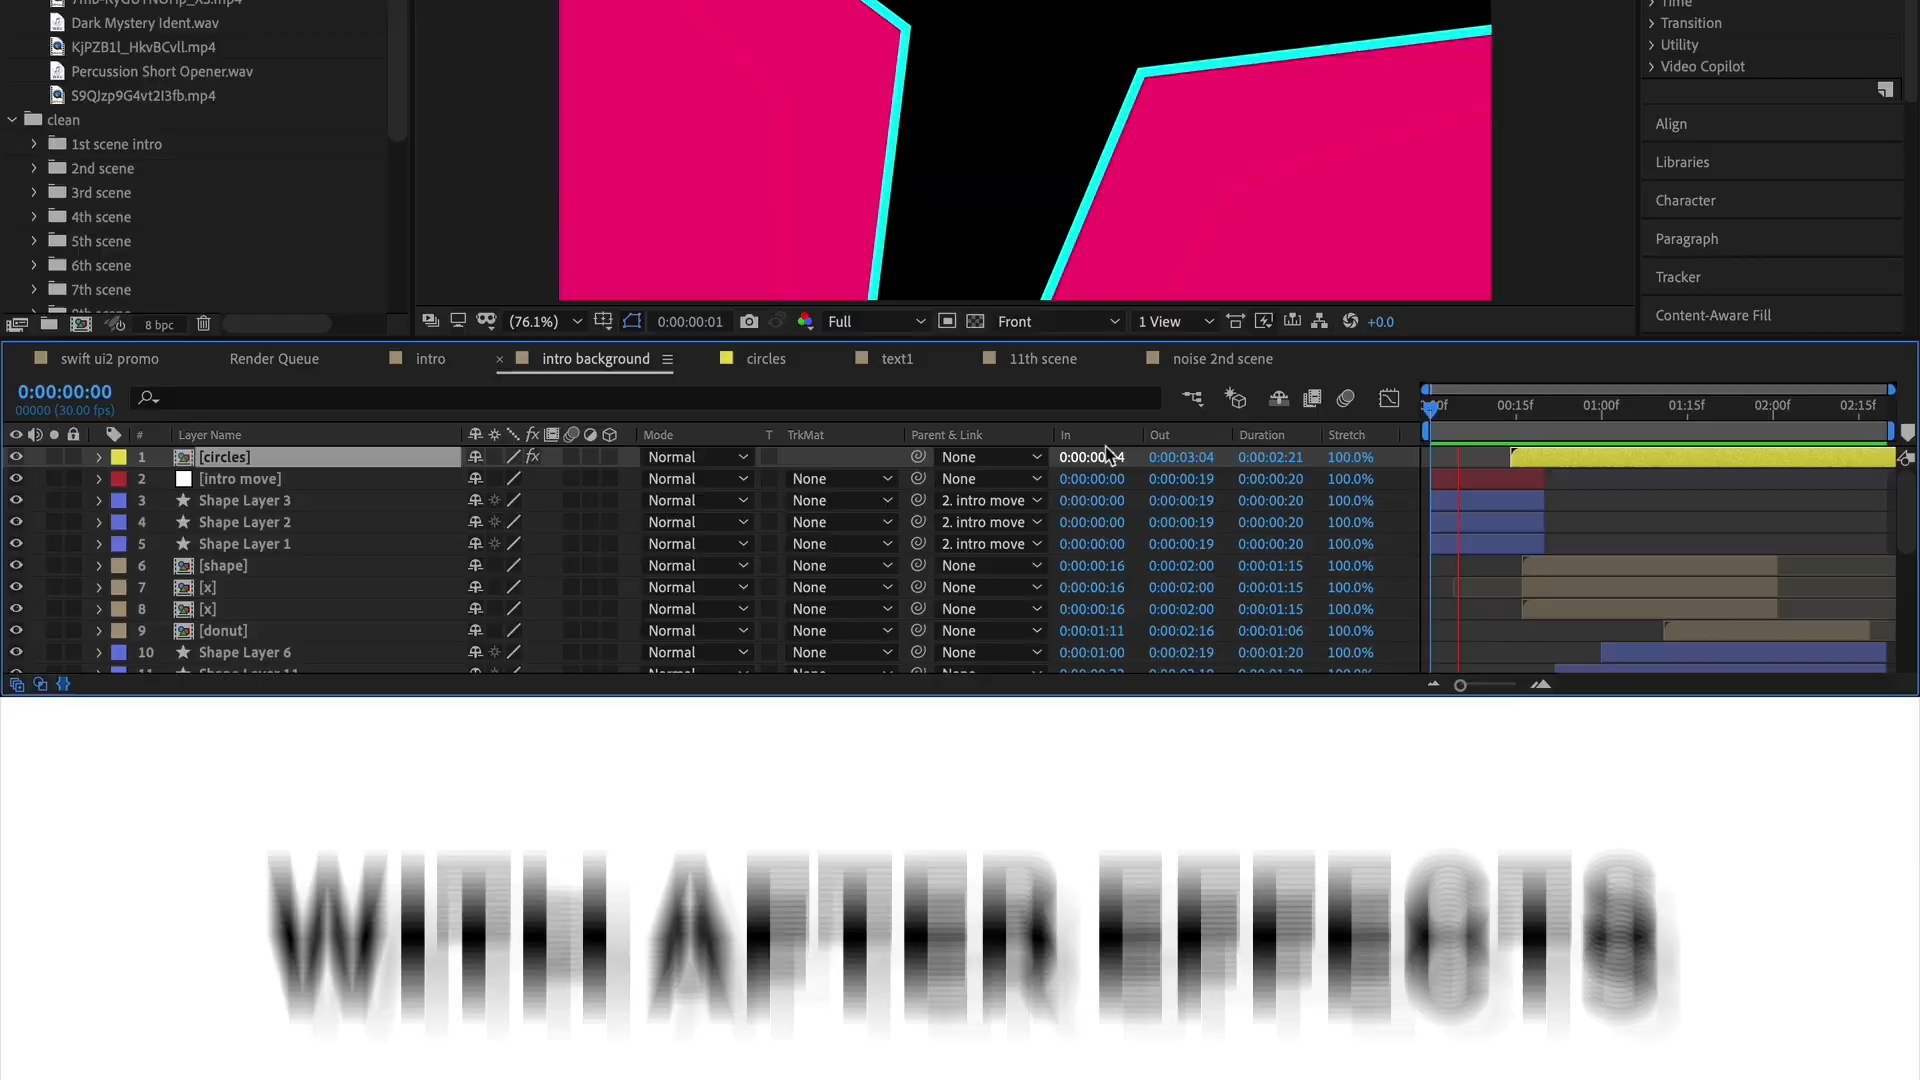 Dark Mystery Ident.wav
KjPZB1l_HkvBCvll.mp4
Percussion Short Opener.wav
S9QJzp9G4vt2I3fb.mp4
clean
1st scene intro
2nd scene
3rd scene
4th scene
5th scene
6th scene
7th scene
8 bpc
(76.1%) 0:00:00:01 Full Front 1 View +0.0
Time
Transition
Utility
Video Copilot
Align
Libraries
Character
Paragraph
Tracker
Content-Aware Fill
swift ui2 promo Render Queue intro × intro background circles text1 11th scene noise 2nd scene
0:00:00:00
00000 (30.00 fps)
00f 00:15f 01:00f 01:15f 02:00f 02:15f
# Layer Name fx Mode T TrkMat Parent & Link In Out Duration Stretch
1 [circles] fx Normal None 0:00:03:04 0:00:02:21 100.0%
2 [intro move] Normal None None 0:00:00:00 0:00:00:19 0:00:00:20 100.0%
3 Shape Layer 3 Normal None 2. intro move 0:00:00:00 0:00:00:19 0:00:00:20 100.0%
4 Shape Layer 2 Normal None 2. intro move 0:00:00:00 0:00:00:19 0:00:00:20 100.0%
5 Shape Layer 1 Normal None 2. intro move 0:00:00:00 0:00:00:19 0:00:00:20 100.0%
6 [shape] Normal None None 0:00:00:16 0:00:02:00 0:00:01:15 100.0%
7 [x] Normal None None 0:00:00:16 0:00:02:00 0:00:01:15 100.0%
8 [x] Normal None None 0:00:00:16 0:00:02:00 0:00:01:15 100.0%
9 [donut] Normal None None 0:00:01:11 0:00:02:16 0:00:01:06 100.0%
10 Shape Layer 6 Normal None None 0:00:01:00 0:00:02:19 0:00:01:20 100.0%
WITH AFTER EFFECTS